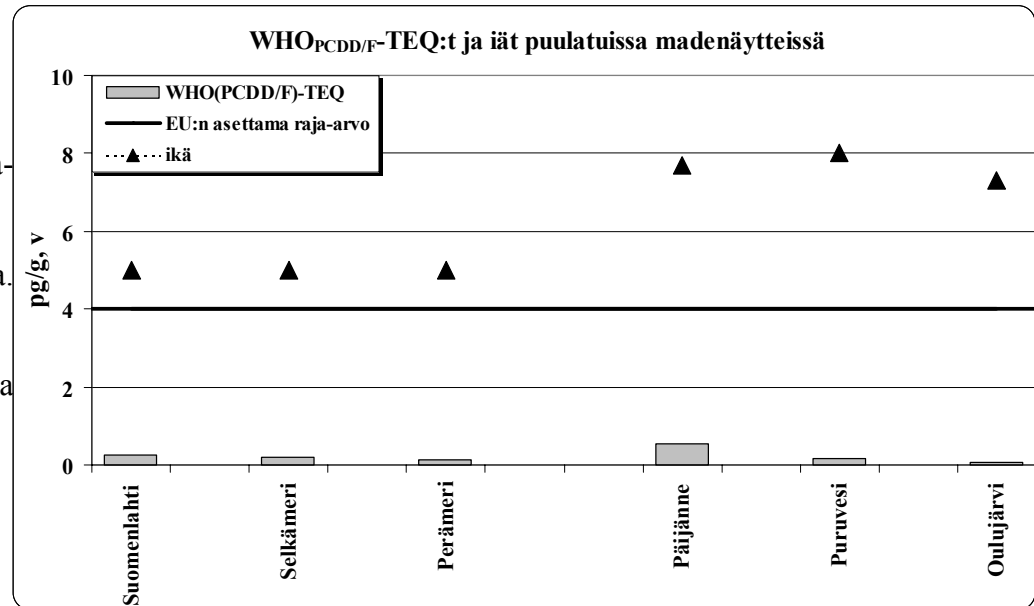 WHOPCDD/F-TEQ:t ja iät puulatuissa madenäytteissä
10
WHO(PCDD/F)-TEQ
EU:n asettama raja-arvo
ikä
8
6
4
2
0
pg/g, v
Suomenlahti
Selkämeri
Perämeri
Päijänne
Puruvesi
Oulujärvi
a.
a